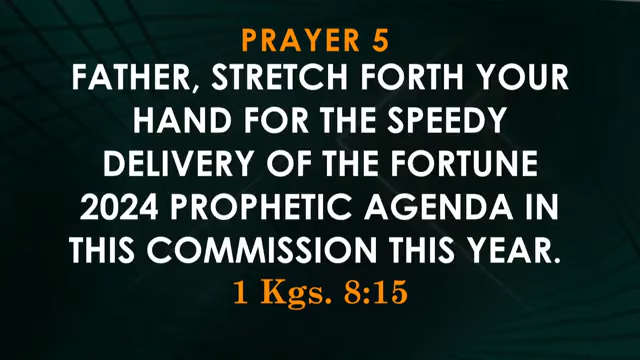 PRAYER 5
FATHER, STRETCH FORTH YOUR
HAND FOR THE SPEEDY
DELIVERY OF THE FORTUNE
2024 PROPHETIC AGENDA IN
THIS COMMISSION THIS YEAR.
1 Kgs. 8:15